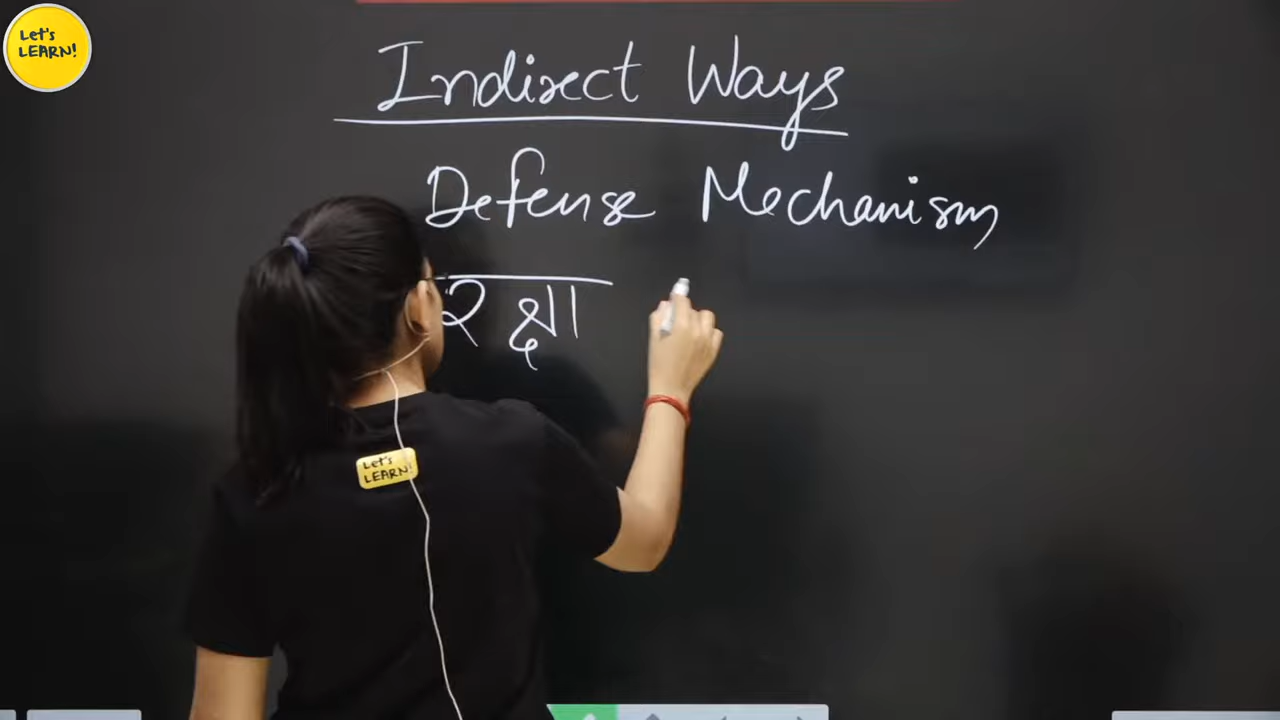 Let's
LEARN!
Indirect Ways
Defense Mechanism
रक्षा
Let's
LEARN!